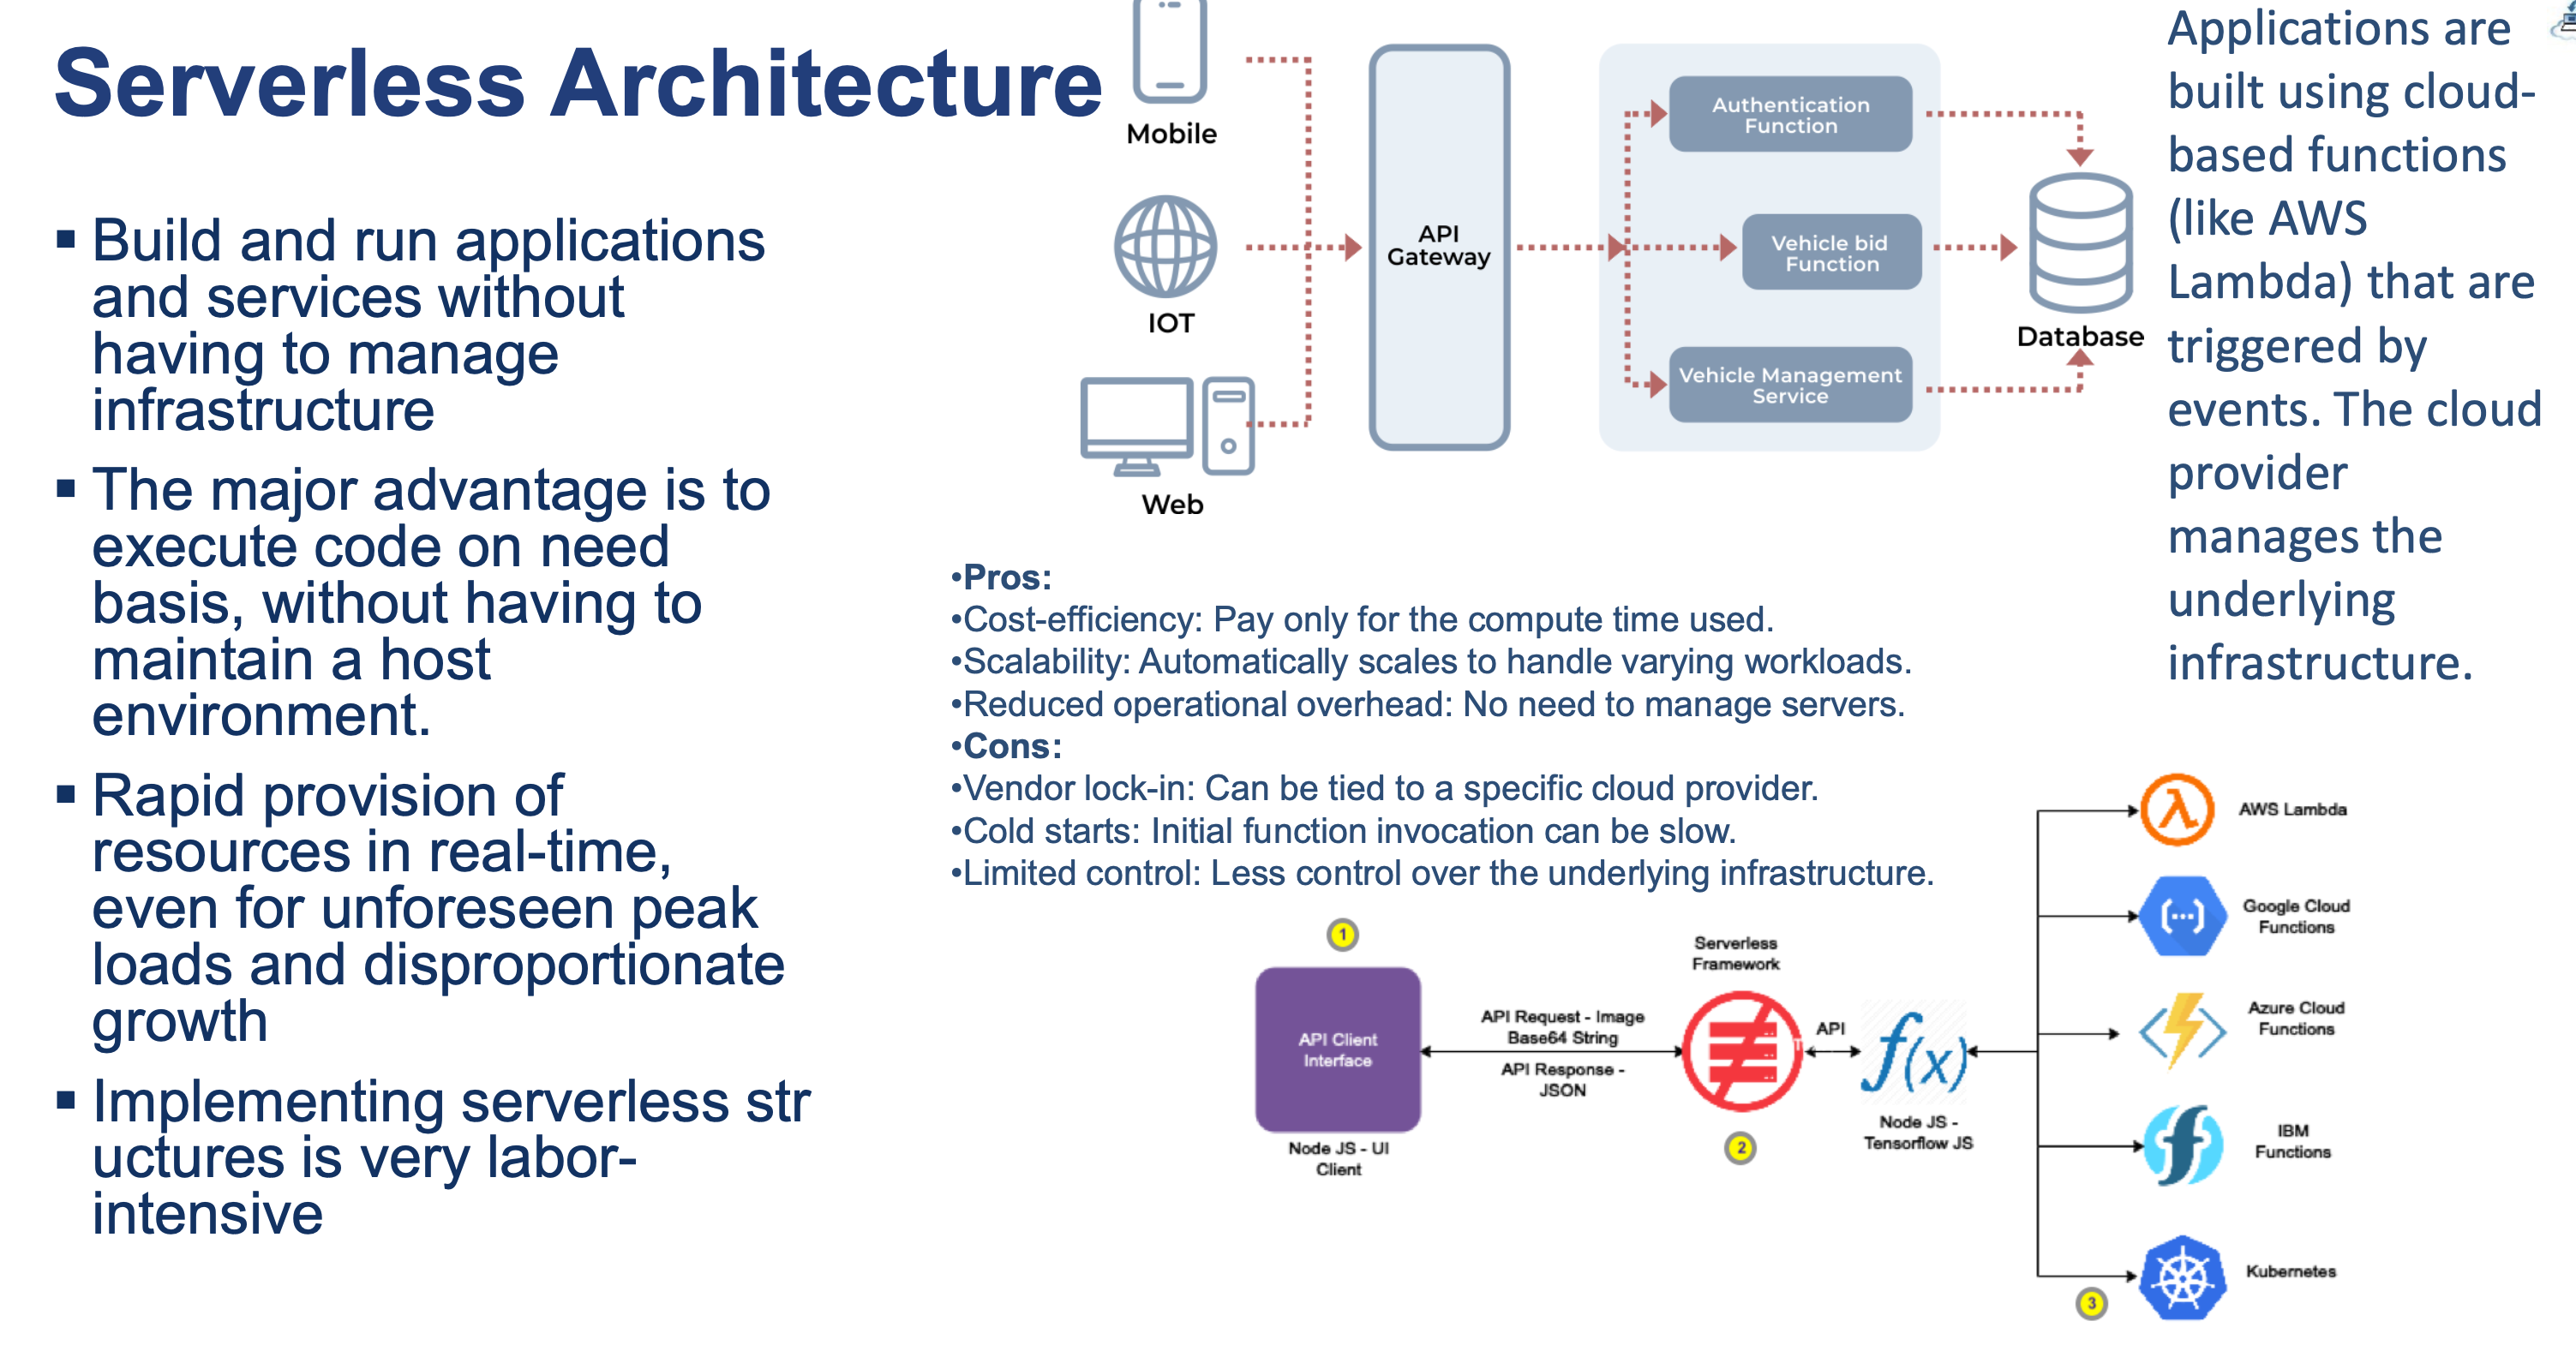 Serverless Architecture
▪ Build and run applications
and services without
having to manage
infrastructure
▪ The major advantage is to
execute code on need
basis, without having to
maintain a host
environment.
▪ Rapid provision of
resources in real-time,
even for unforeseen peak
loads and disproportionate
growth
▪ Implementing serverless str
uctures is very labor-
intensive
Mobile
IOT
Web
API
Gateway
Authentication
Function
Vehicle bid
Function
Vehicle Management
Service
Database
Applications are
built using cloud-
based functions
(like AWS
Lambda) that are
triggered by
events. The cloud
provider
manages the
underlying
infrastructure.
•Pros:
•Cost-efficiency: Pay only for the compute time used.
•Scalability: Automatically scales to handle varying workloads.
•Reduced operational overhead: No need to manage servers.
•Cons:
•Vendor lock-in: Can be tied to a specific cloud provider.
•Cold starts: Initial function invocation can be slow.
•Limited control: Less control over the underlying infrastructure.
1
API Client
Interface
Node JS - UI
Client
API Request - Image
Base64 String
API Response -
JSON
Serverless
Framework
2
API
f(x)
Node JS -
Tensorflow JS
AWS Lambda
Google Cloud
Functions
Azure Cloud
Functions
IBM
Functions
Kubernetes
3